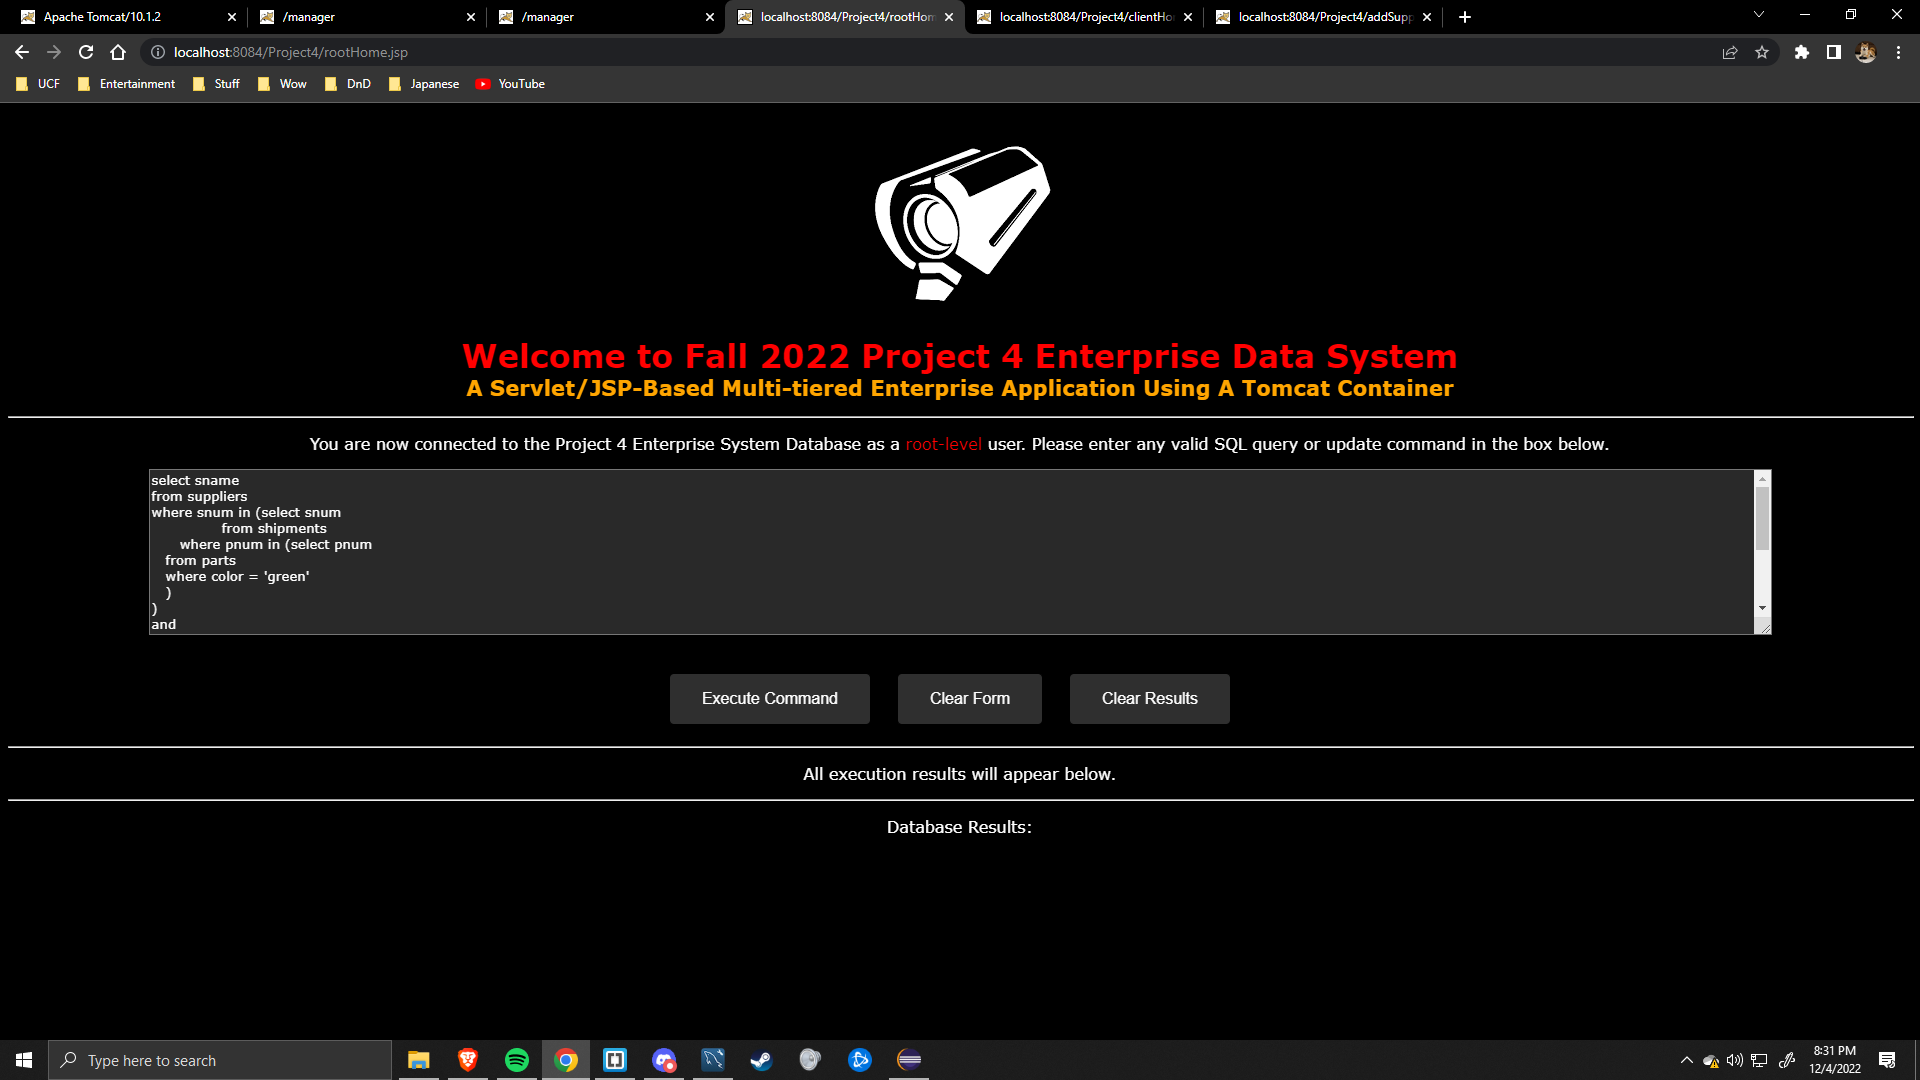 Apache Tomcat/10.1.2
/manager
/manager
localhost:8084/Project4/rootHom
localhost:8084/Project4/clientHo
localhost:8084/Project4/addSupp
localhost:8084/Project4/rootHome.jsp
UCF
Entertainment
Stuff
Wow
DnD
Japanese
YouTube
Welcome to Fall 2022 Project 4 Enterprise Data System
A Servlet/JSP-Based Multi-tiered Enterprise Application Using A Tomcat Container
You are now connected to the Project 4 Enterprise System Database as a root-level user. Please enter any valid SQL query or update command in the box below.
select sname
from suppliers
where snum in (select snum
from shipments
where pnum in (select pnum
from parts
where color = 'green'
)
)
and
Execute Command
Clear Form
Clear Results
All execution results will appear below.
Database Results:
Type here to search
8:31 PM
12/4/2022